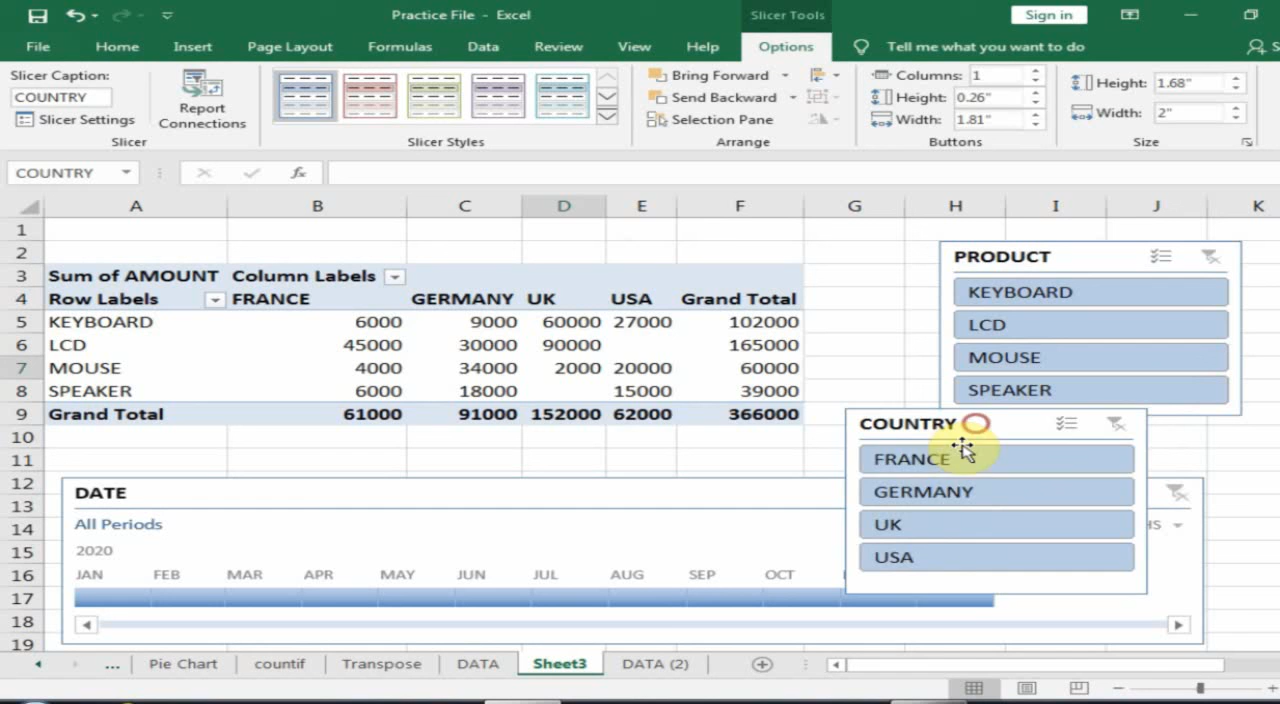 Practice File - Excel
Slicer Tools
Sign in
File Home Insert Page Layout Formulas Data Review View Help Options Tell me what you want to do
Slicer Caption:
COUNTRY
Slicer Settings
Report
Connections
Slicer
Slicer Styles
Bring Forward
Send Backward
Selection Pane
Arrange
Columns: 1
Height: 0.26"
Width: 1.81"
Buttons
Height: 1.68"
Width: 2"
Size
COUNTRY fx
A B C D E F G H I J K
1
2
3 Sum of AMOUNT Column Labels
4 Row Labels FRANCE GERMANY UK USA Grand Total
5 KEYBOARD 6000 9000 60000 27000 102000
6 LCD 45000 30000 90000 165000
7 MOUSE 4000 34000 2000 20000 60000
8 SPEAKER 6000 18000 15000 39000
9 Grand Total 61000 91000 152000 62000 366000
10
11
12
13
14
15
16
17
18
19
PRODUCT
KEYBOARD
LCD
MOUSE
SPEAKER
COUNTRY
FRANCE
GERMANY
UK
USA
DATE
All Periods
HS
2020
JAN FEB MAR APR MAY JUN JUL AUG SEP OCT
... Pie Chart countif Transpose DATA Sheet3 DATA (2)